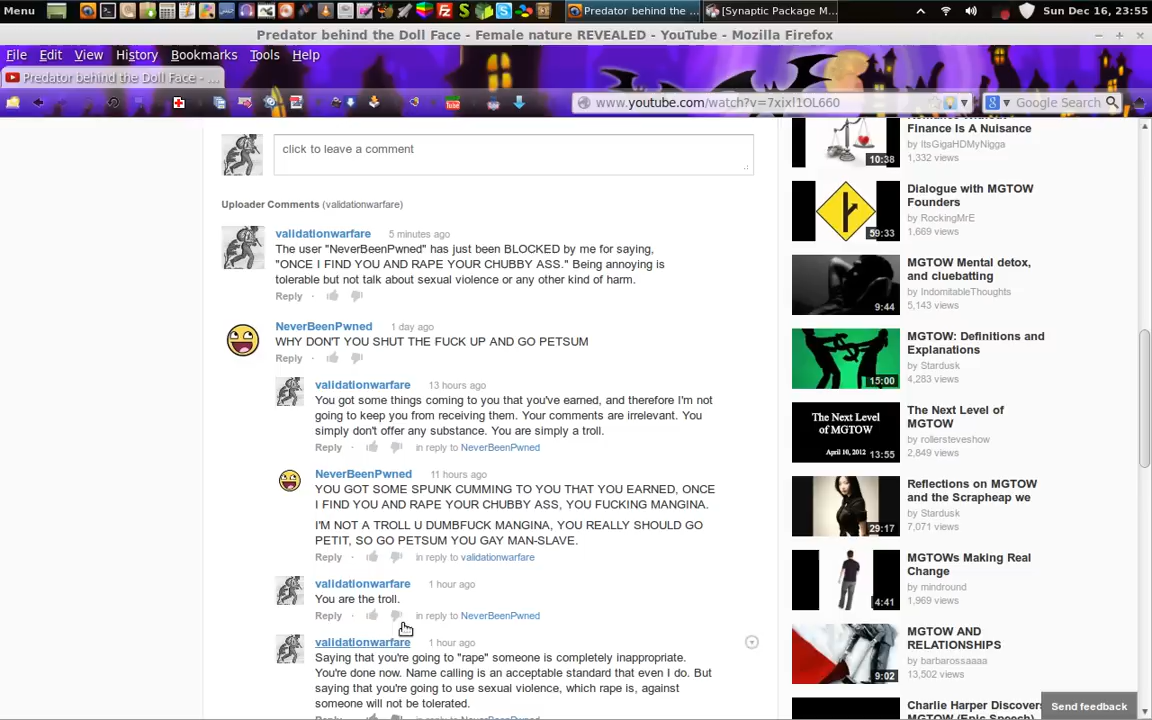 Menu
Predator behind the ...
[Synaptic Package M...
Sun Dec 16, 23:55
Predator behind the Doll Face - Female nature REVEALED - YouTube - Mozilla Firefox
File Edit View History Bookmarks Tools Help
Predator behind the Doll Face - ...
www.youtube.com/watch?v=7xixl1OL660
Google Search
click to leave a comment
Uploader Comments (validationwarfare)
validationwarfare 5 minutes ago
The user "NeverBeenPwned" has just been BLOCKED by me for saying,
"ONCE I FIND YOU AND RAPE YOUR CHUBBY ASS." Being annoying is
tolerable but not talk about sexual violence or any other kind of harm.
Reply ·
NeverBeenPwned 1 day ago
WHY DON'T YOU SHUT THE FUCK UP AND GO PETSUM
Reply ·
validationwarfare 13 hours ago
You got some things coming to you that you've earned, and therefore I'm not
going to keep you from receiving them. Your comments are irrelevant. You
simply don't offer any substance. You are simply a troll.
Reply · in reply to NeverBeenPwned
NeverBeenPwned 11 hours ago
YOU GOT SOME SPUNK CUMMING TO YOU THAT YOU EARNED, ONCE
I FIND YOU AND RAPE YOUR CHUBBY ASS, YOU FUCKING MANGINA.
I'M NOT A TROLL U DUMBFUCK MANGINA, YOU REALLY SHOULD GO
PETIT, SO GO PETSUM YOU GAY MAN-SLAVE.
Reply · in reply to validationwarfare
validationwarfare 1 hour ago
You are the troll.
Reply · in reply to NeverBeenPwned
validationwarfare 1 hour ago
Saying that you're going to "rape" someone is completely inappropriate.
You're done now. Name calling is an acceptable standard that even I do. But
saying that you're going to use sexual violence, which rape is, against
someone will not be tolerated.
Finance Is A Nuisance
by ItsGigaHDMyNigga
1,332 views
10:38
Dialogue with MGTOW
Founders
by RockingMrE
1,669 views
59:33
MGTOW Mental detox,
and cluebatting
by IndomitableThoughts
5,143 views
9:44
MGTOW: Definitions and
Explanations
by Stardusk
4,283 views
15:00
The Next Level
of MGTOW
April 10, 2012
13:55
The Next Level of
MGTOW
by rollersteveshow
2,849 views
Reflections on MGTOW
and the Scrapheap we
by Stardusk
7,071 views
29:17
MGTOWs Making Real
Change
by mindround
1,969 views
4:41
MGTOW AND
RELATIONSHIPS
by barbarossaaaa
13,502 views
9:02
Charlie Harper Discovers
MGTOW (Epic Speech)
Send feedback